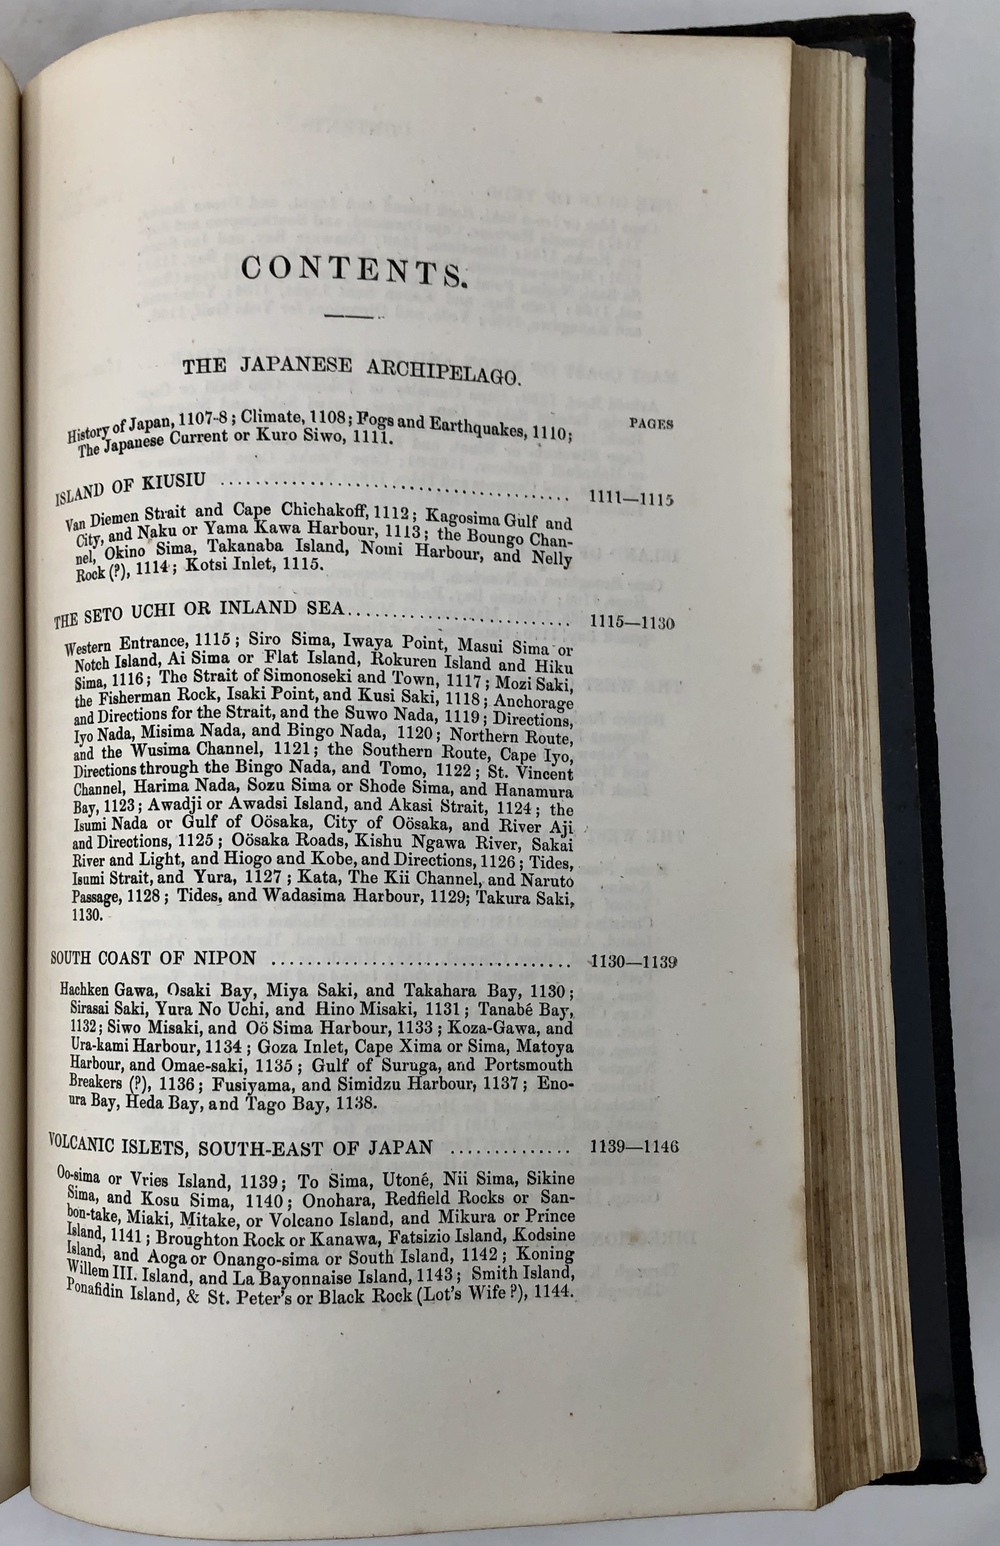 CONTENTS.
THE JAPANESE ARCHIPELAGO.
PAGES
History of Japan, 1107-8; Climate, 1108; Fogs and Earthquakes, 1110;
The Japanese Current or Kuro Siwo, 1111.
ISLAND OF KIUSIU ....................................... 1111—1115
Van Diemen Strait and Cape Chichakoff, 1112; Kagosima Gulf and
City, and Naku or Yama Kawa Harbour, 1113; the Boungo Chan-
nel, Okino Sima, Takanaba Island, Nomi Harbour, and Nelly
Rock (?), 1114; Kotsi Inlet, 1115.
THE SETO UCHI OR INLAND SEA......................... 1115—1130
Western Entrance, 1115; Siro Sima, Iwaya Point, Masui Sima or
Notch Island, Ai Sima or Flat Island, Rokuren Island and Hiku
Sima, 1116; The Strait of Simonoseki and Town, 1117; Mozi Saki,
the Fisherman Rock, Isaki Point, and Kusi Saki, 1118; Anchorage
and Directions for the Strait, and the Suwo Nada, 1119; Directions,
Iyo Nada, Misima Nada, and Bingo Nada, 1120; Northern Route,
and the Wusima Channel, 1121; the Southern Route, Cape Iyo,
Directions through the Bingo Nada, and Tomo, 1122; St. Vincent
Channel, Harima Nada, Sozu Sima or Shode Sima, and Hanamura
Bay, 1123; Awadji or Awadsi Island, and Akasi Strait, 1124; the
Isumi Nada or Gulf of Oösaka, City of Oösaka, and River Aji
and Directions, 1125; Oösaka Roads, Kishu Ngawa River, Sakai
River and Light, and Hiogo and Kobe, and Directions, 1126; Tides,
Isumi Strait, and Yura, 1127; Kata, The Kii Channel, and Naruto
Passage, 1128; Tides, and Wadasima Harbour, 1129; Takura Saki,
1130.
SOUTH COAST OF NIPON ................................. 1130—1139
Hachken Gawa, Osaki Bay, Miya Saki, and Takahara Bay, 1130;
Sirasai Saki, Yura No Uchi, and Hino Misaki, 1131; Tanabé Bay,
1132; Siwo Misaki, and Oö Sima Harbour, 1133; Koza-Gawa, and
Ura-kami Harbour, 1134; Goza Inlet, Cape Xima or Sima, Matoya
Harbour, and Omae-saki, 1135; Gulf of Suruga, and Portsmouth
Breakers (?), 1136; Fusiyama, and Simidzu Harbour, 1137; Eno-
ura Bay, Heda Bay, and Tago Bay, 1138.
VOLCANIC ISLETS, SOUTH-EAST OF JAPAN .............. 1139—1146
Oo-sima or Vries Island, 1139; To Sima, Utoné, Nii Sima, Sikine
Sima, and Kosu Sima, 1140; Onohara, Redfield Rocks or San-
bon-take, Miaki, Mitake, or Volcano Island, and Mikura or Prince
Island, 1141; Broughton Rock or Kanawa, Fatsizio Island, Kodsine
Island, and Aoga or Onango-sima or South Island, 1142; Koning
Willem III. Island, and La Bayonnaise Island, 1143; Smith Island,
Ponafidin Island, & St. Peter's or Black Rock (Lot's Wife?), 1144.